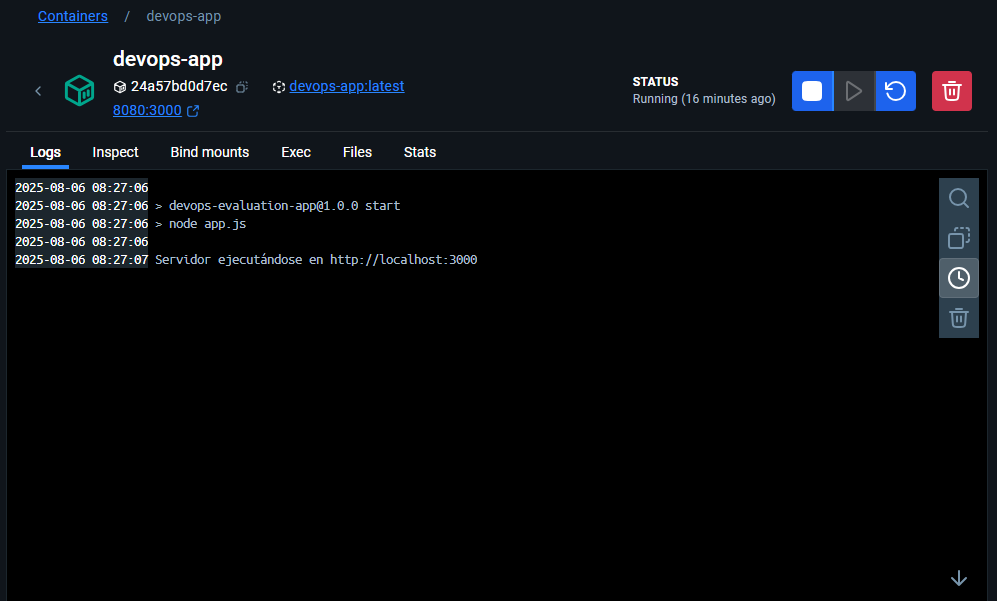 Containers / devops-app
devops-app
24a57bd0d7ec devops-app:latest
8080:3000
STATUS
Running (16 minutes ago)
Logs Inspect Bind mounts Exec Files Stats
2025-08-06 08:27:06
2025-08-06 08:27:06 > devops-evaluation-app@1.0.0 start
2025-08-06 08:27:06 > node app.js
2025-08-06 08:27:06
2025-08-06 08:27:07 Servidor ejecutándose en http://localhost:3000